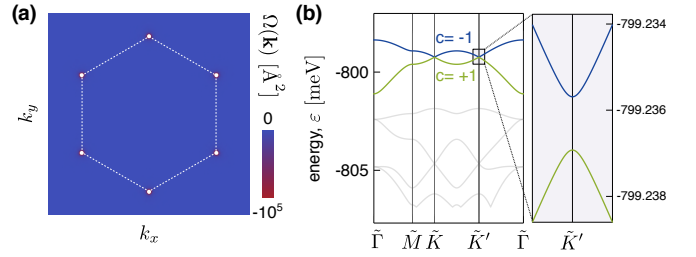 (a)
Ω(k) [Å²]
0
-10⁵
k_y
k_x
(b)
energy, ε [meV]
-800
-805
c= -1
c= +1
Γ̃ M̃ K̃ K̃′ Γ̃
-799.234
-799.236
-799.238
K̃′